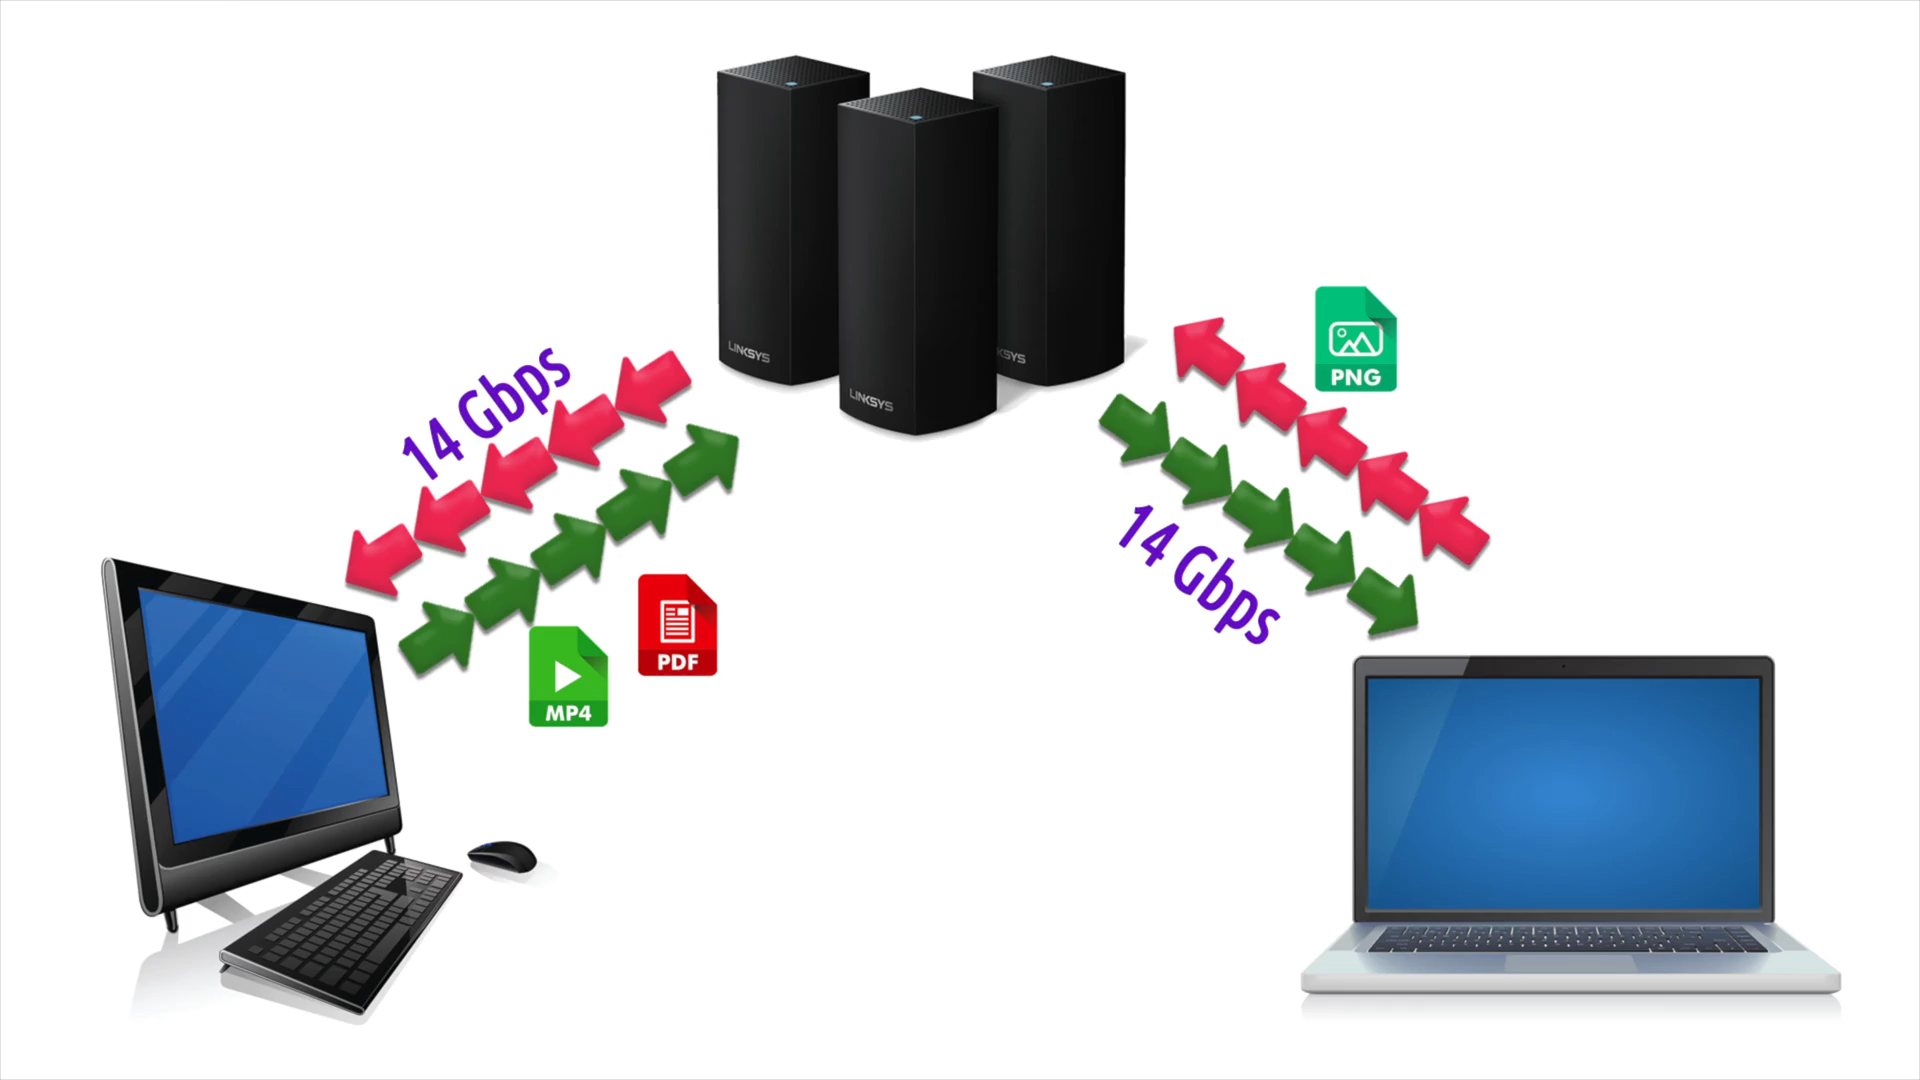 LINKSYS
LINKSYS
KSYS
14 Gbps
PNG
14 Gbps
PDF
MP4